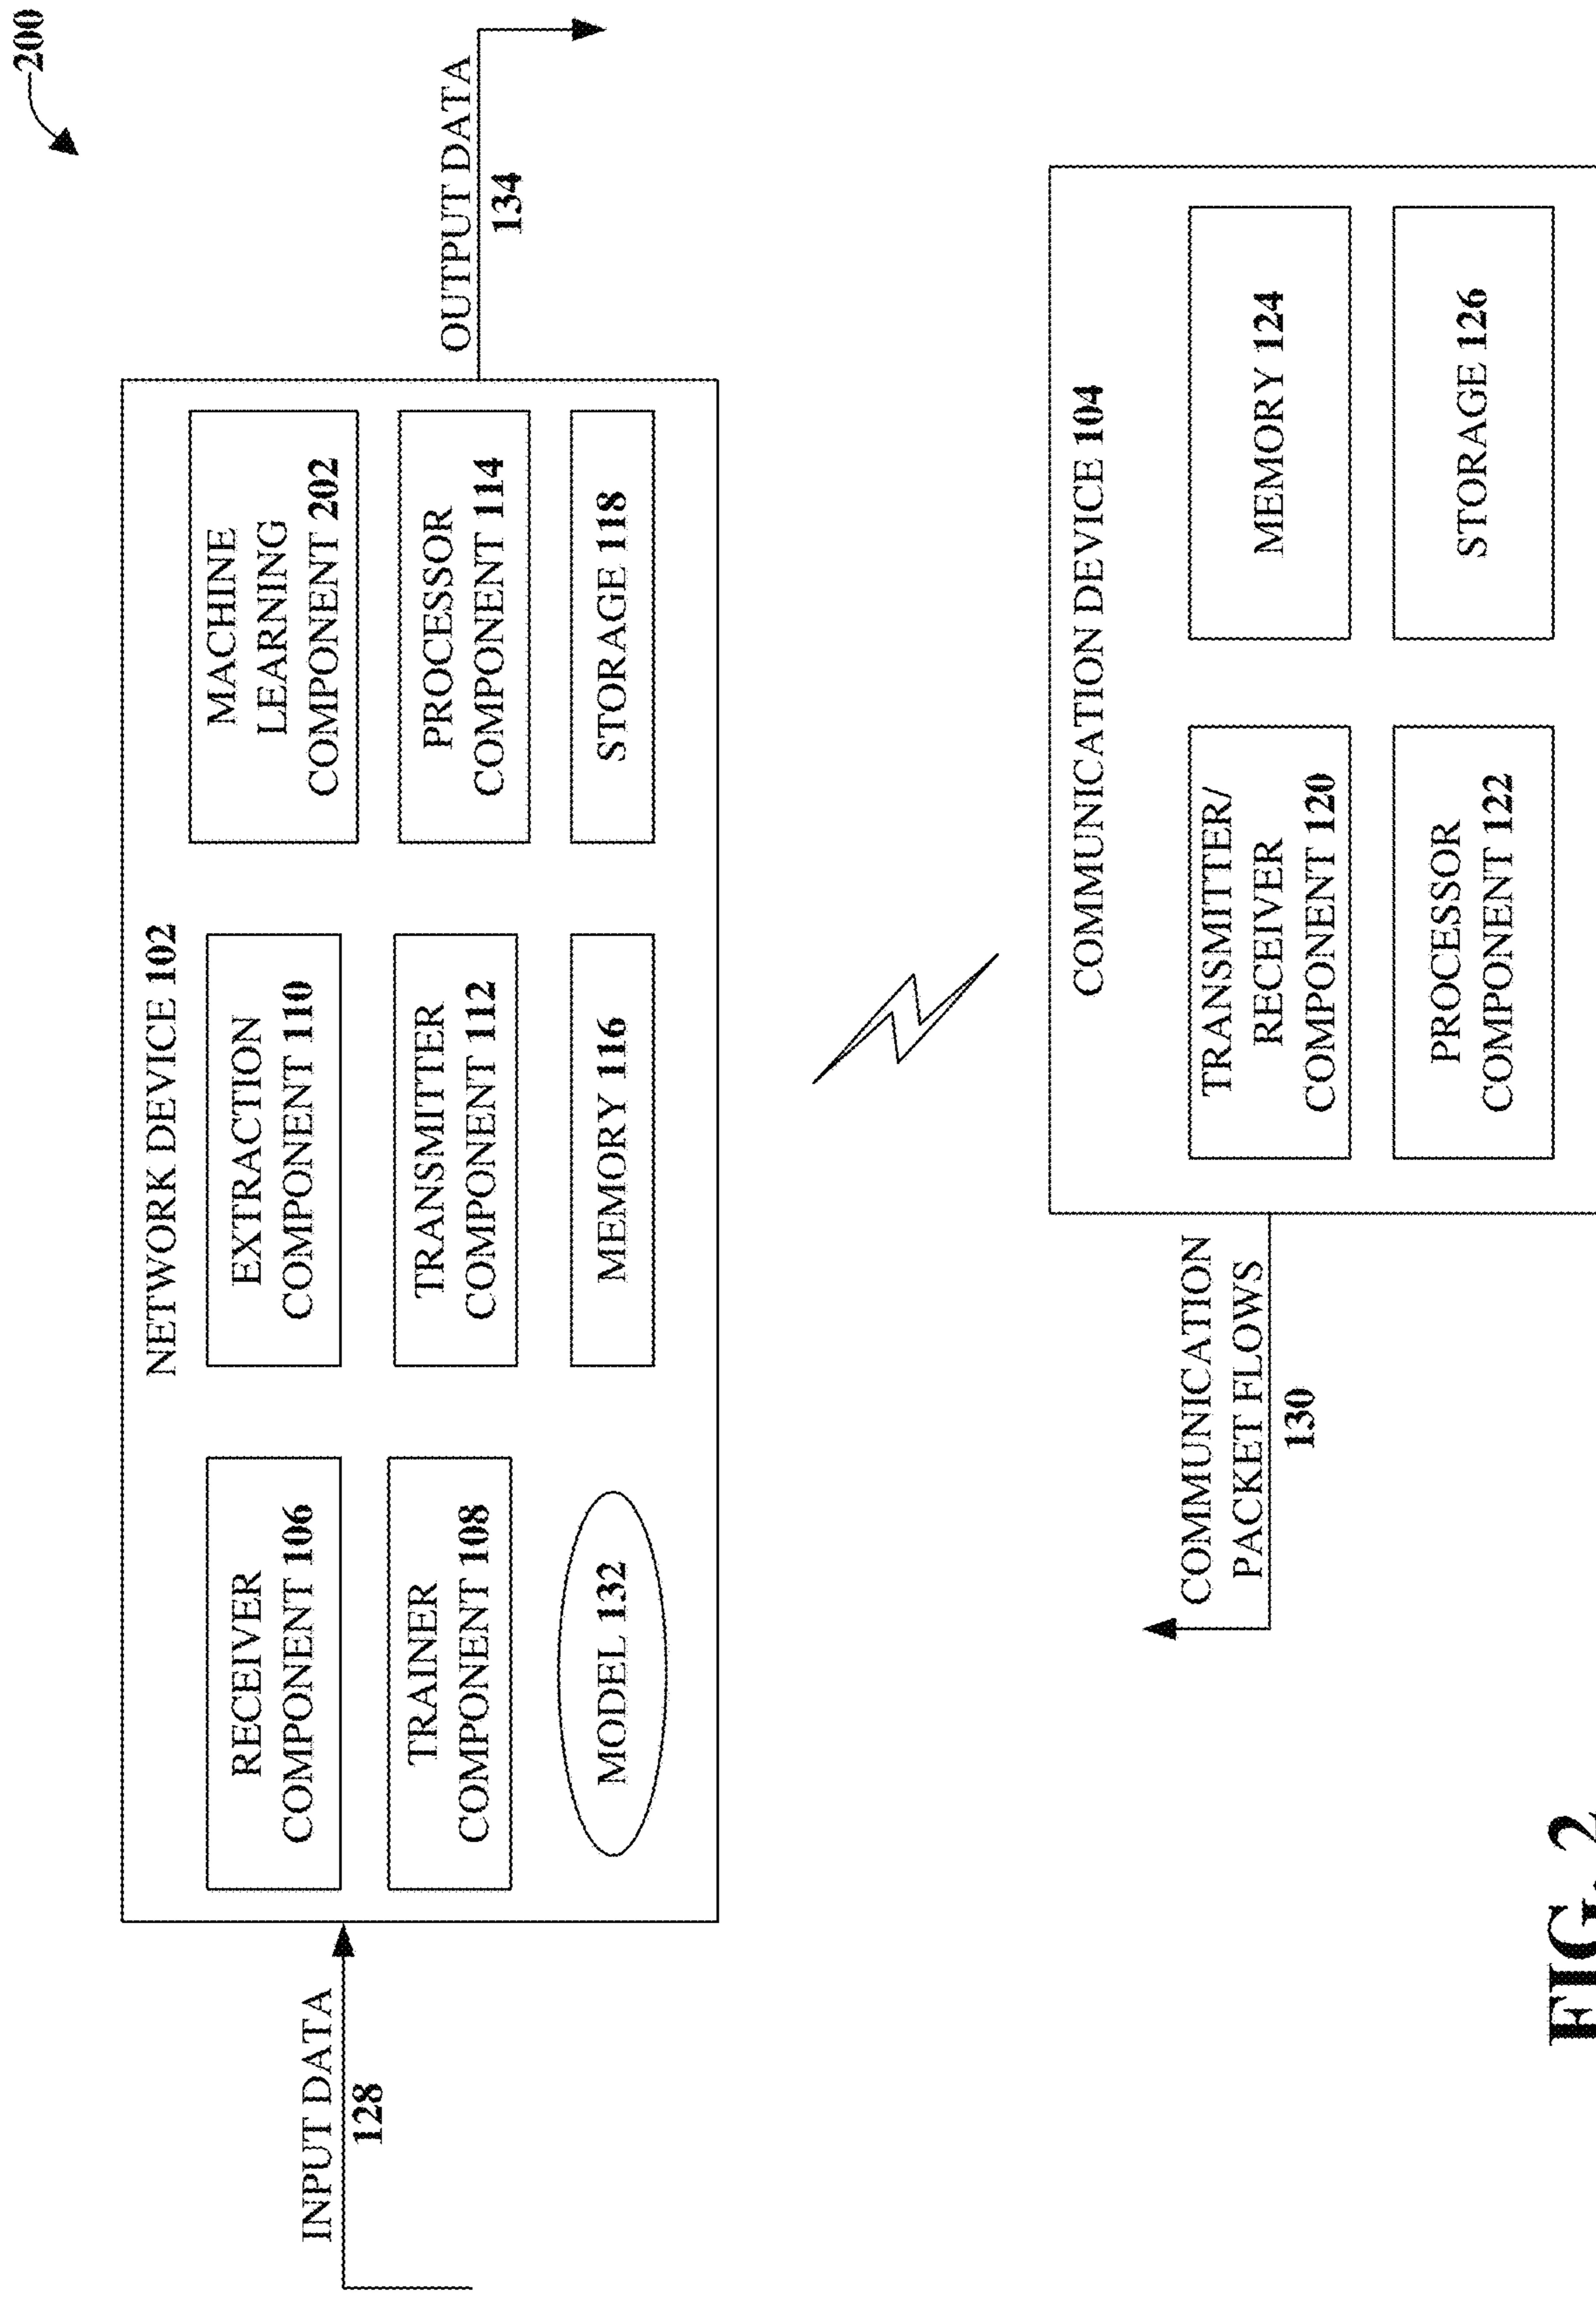 200
NETWORK DEVICE 102
RECEIVER
COMPONENT 106
EXTRACTION
COMPONENT 110
MACHINE
LEARNING
COMPONENT 202
INPUT DATA
128
TRAINER
COMPONENT 108
TRANSMITTER
COMPONENT 112
PROCESSOR
COMPONENT 114
OUTPUT DATA
134
MODEL 132
MEMORY 116
STORAGE 118
COMMUNICATION DEVICE 104
COMMUNICATION
PACKET FLOWS
130
TRANSMITTER/
RECEIVER
COMPONENT 120
MEMORY 124
PROCESSOR
COMPONENT 122
STORAGE 126
FIG. 2